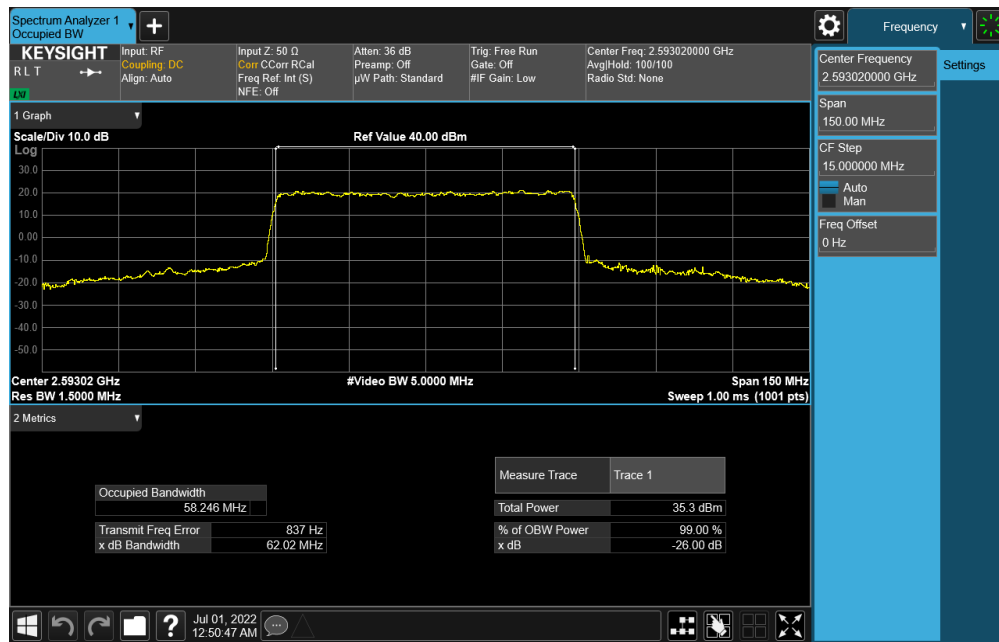 Spectrum Analyzer 1
Occupied BW
Frequency
KEYSIGHT
R L T
LXI
Input: RF
Coupling: DC
Align: Auto
Input Z: 50 Ω
Corr CCorr RCal
Freq Ref: Int (S)
NFE: Off
Atten: 36 dB
Preamp: Off
µW Path: Standard
Trig: Free Run
Gate: Off
#IF Gain: Low
Center Freq: 2.593020000 GHz
Avg|Hold: 100/100
Radio Std: None
Center Frequency
2.593020000 GHz
Settings
Span
150.00 MHz
CF Step
15.000000 MHz
Auto
Man
Freq Offset
0 Hz
1 Graph
Scale/Div 10.0 dB
Ref Value 40.00 dBm
Log
30.0
20.0
10.0
0.00
-10.0
-20.0
-30.0
-40.0
-50.0
Center 2.59302 GHz
#Video BW 5.0000 MHz
Span 150 MHz
Res BW 1.5000 MHz
Sweep 1.00 ms (1001 pts)
2 Metrics
Measure Trace Trace 1
Occupied Bandwidth
58.246 MHz
Total Power 35.3 dBm
Transmit Freq Error 837 Hz
% of OBW Power 99.00 %
x dB Bandwidth 62.02 MHz
x dB -26.00 dB
?
Jul 01, 2022
12:50:47 AM